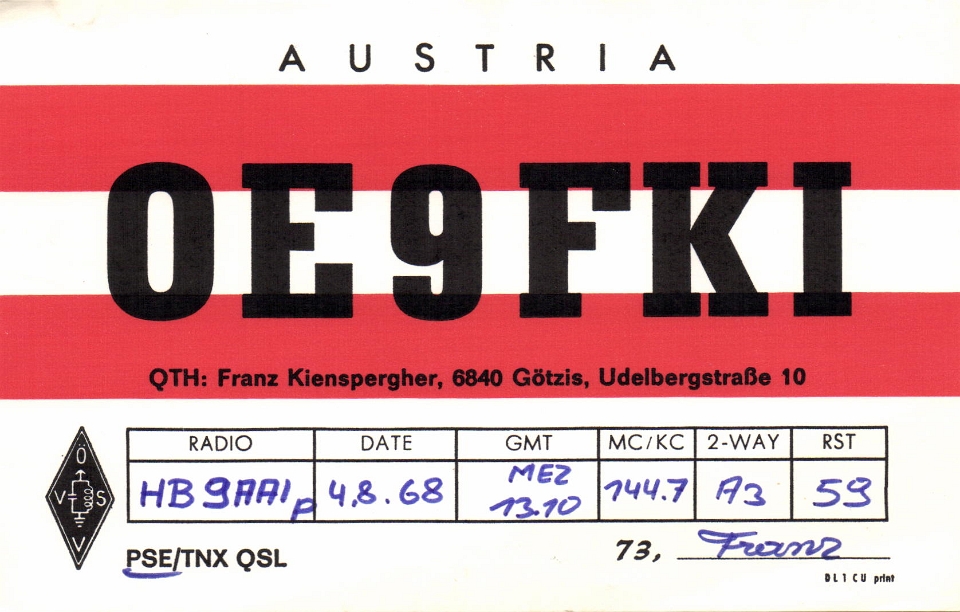 AUSTRIA
OE9FKI
QTH: Franz Kienspergher, 6840 Götzis, Udelbergstraße 10
O
V S
V
RADIO DATE GMT MC/KC 2-WAY RST
HB9AAI p 4.8.68 MEZ 13.10 144.7 A3 59
PSE/TNX QSL
73, Franz
DL1CU print